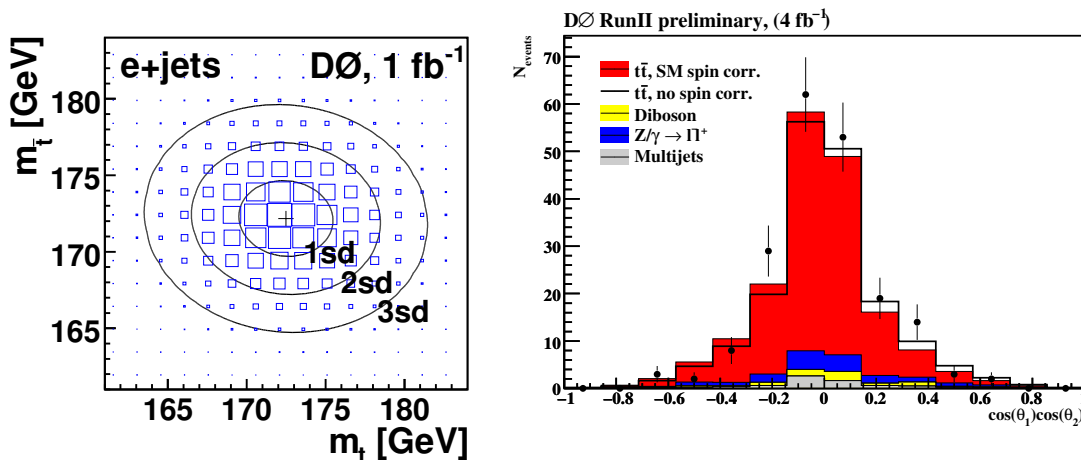 e+jets DØ, 1 fb⁻¹
180
175
170
165
m_t̄ [GeV]
1sd
2sd
3sd
165 170 175 180
m_t [GeV]
DØ RunII preliminary, (4 fb⁻¹)
N_events
70
60
50
40
30
20
10
0
tt̄, SM spin corr.
tt̄, no spin corr.
Diboson
Z/γ → l⁻l⁺
Multijets
-1 -0.8 -0.6 -0.4 -0.2 0 0.2 0.4 0.6 0.8
cos(θ₁)cos(θ₂)